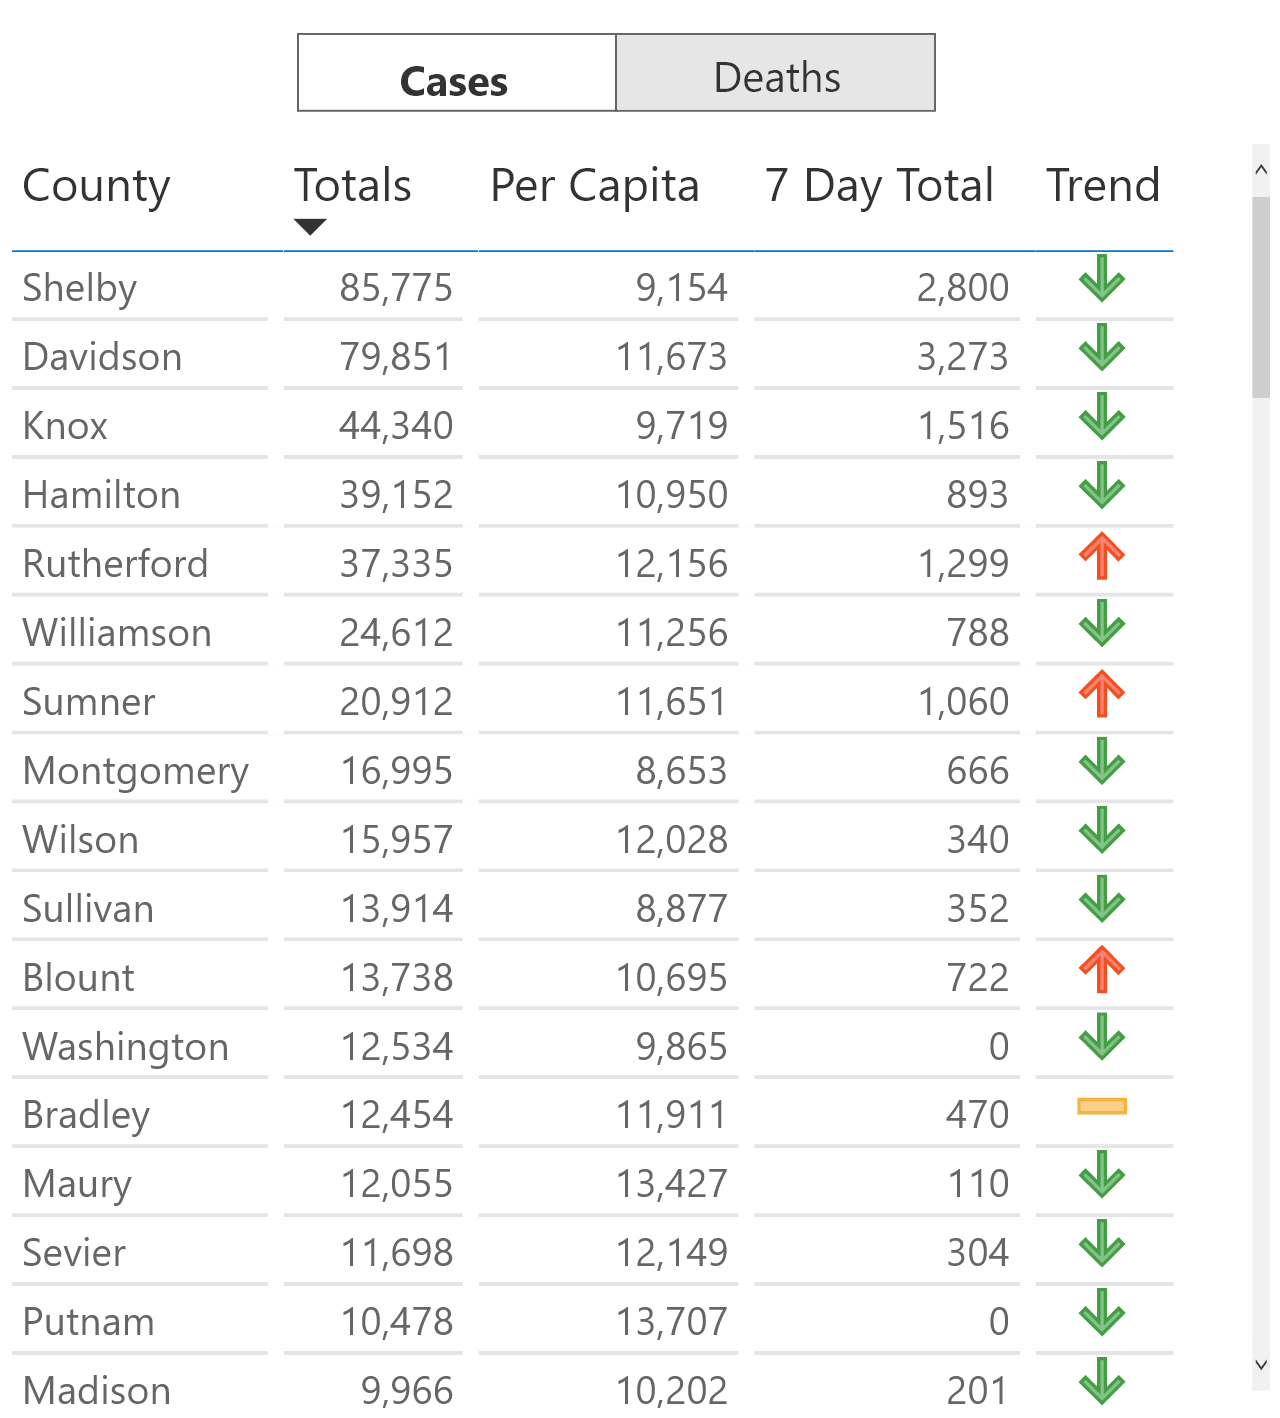 Cases Deaths
County Totals Per Capita 7 Day Total Trend
Shelby 85,775 9,154 2,800
Davidson 79,851 11,673 3,273
Knox 44,340 9,719 1,516
Hamilton 39,152 10,950 893
Rutherford 37,335 12,156 1,299
Williamson 24,612 11,256 788
Sumner 20,912 11,651 1,060
Montgomery 16,995 8,653 666
Wilson 15,957 12,028 340
Sullivan 13,914 8,877 352
Blount 13,738 10,695 722
Washington 12,534 9,865 0
Bradley 12,454 11,911 470
Maury 12,055 13,427 110
Sevier 11,698 12,149 304
Putnam 10,478 13,707 0
Madison 9,966 10,202 201